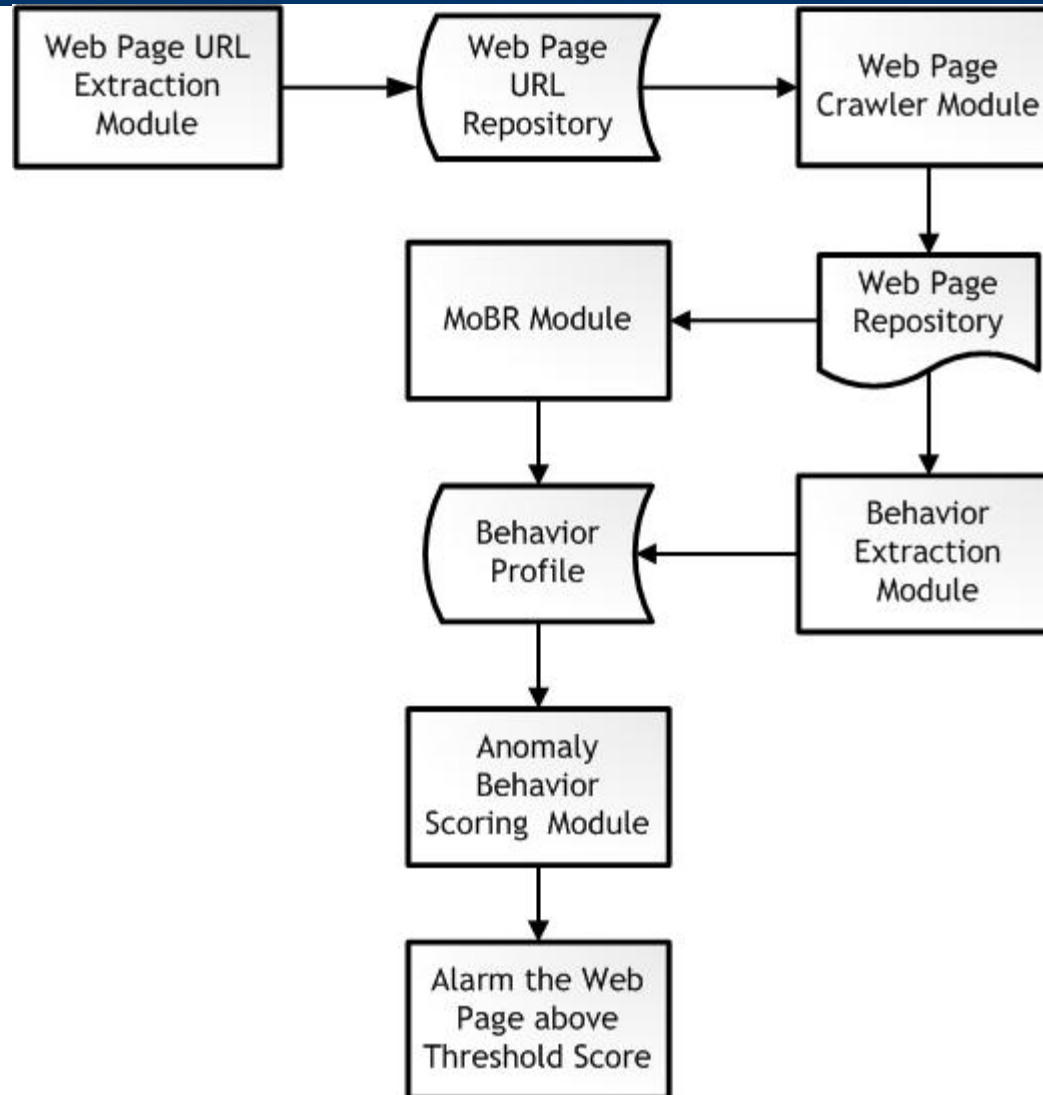 Web Page URL
Extraction
Module
Web Page
URL
Repository
Web Page
Crawler Module
MoBR Module
Web Page
Repository
Behavior
Profile
Behavior
Extraction
Module
Anomaly
Behavior
Scoring Module
Alarm the Web
Page above
Threshold Score